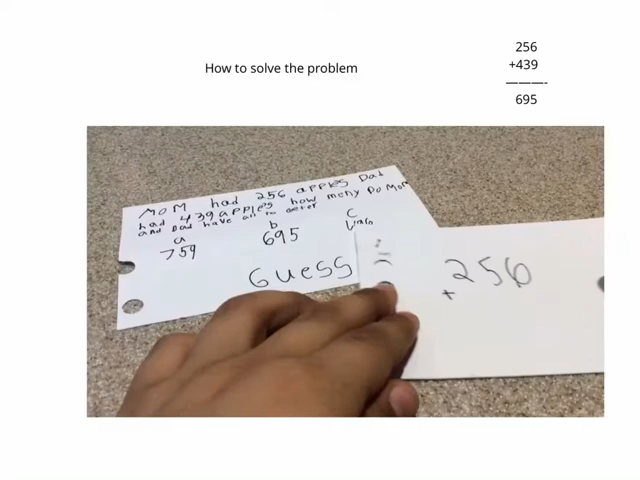 How to solve the problem
256
+439
———-
695
MoM had 256 apples Dad
had 439 apples how meny Do Mom
and Dad have all to geter
a
b
C
759
695
Guess
256
+